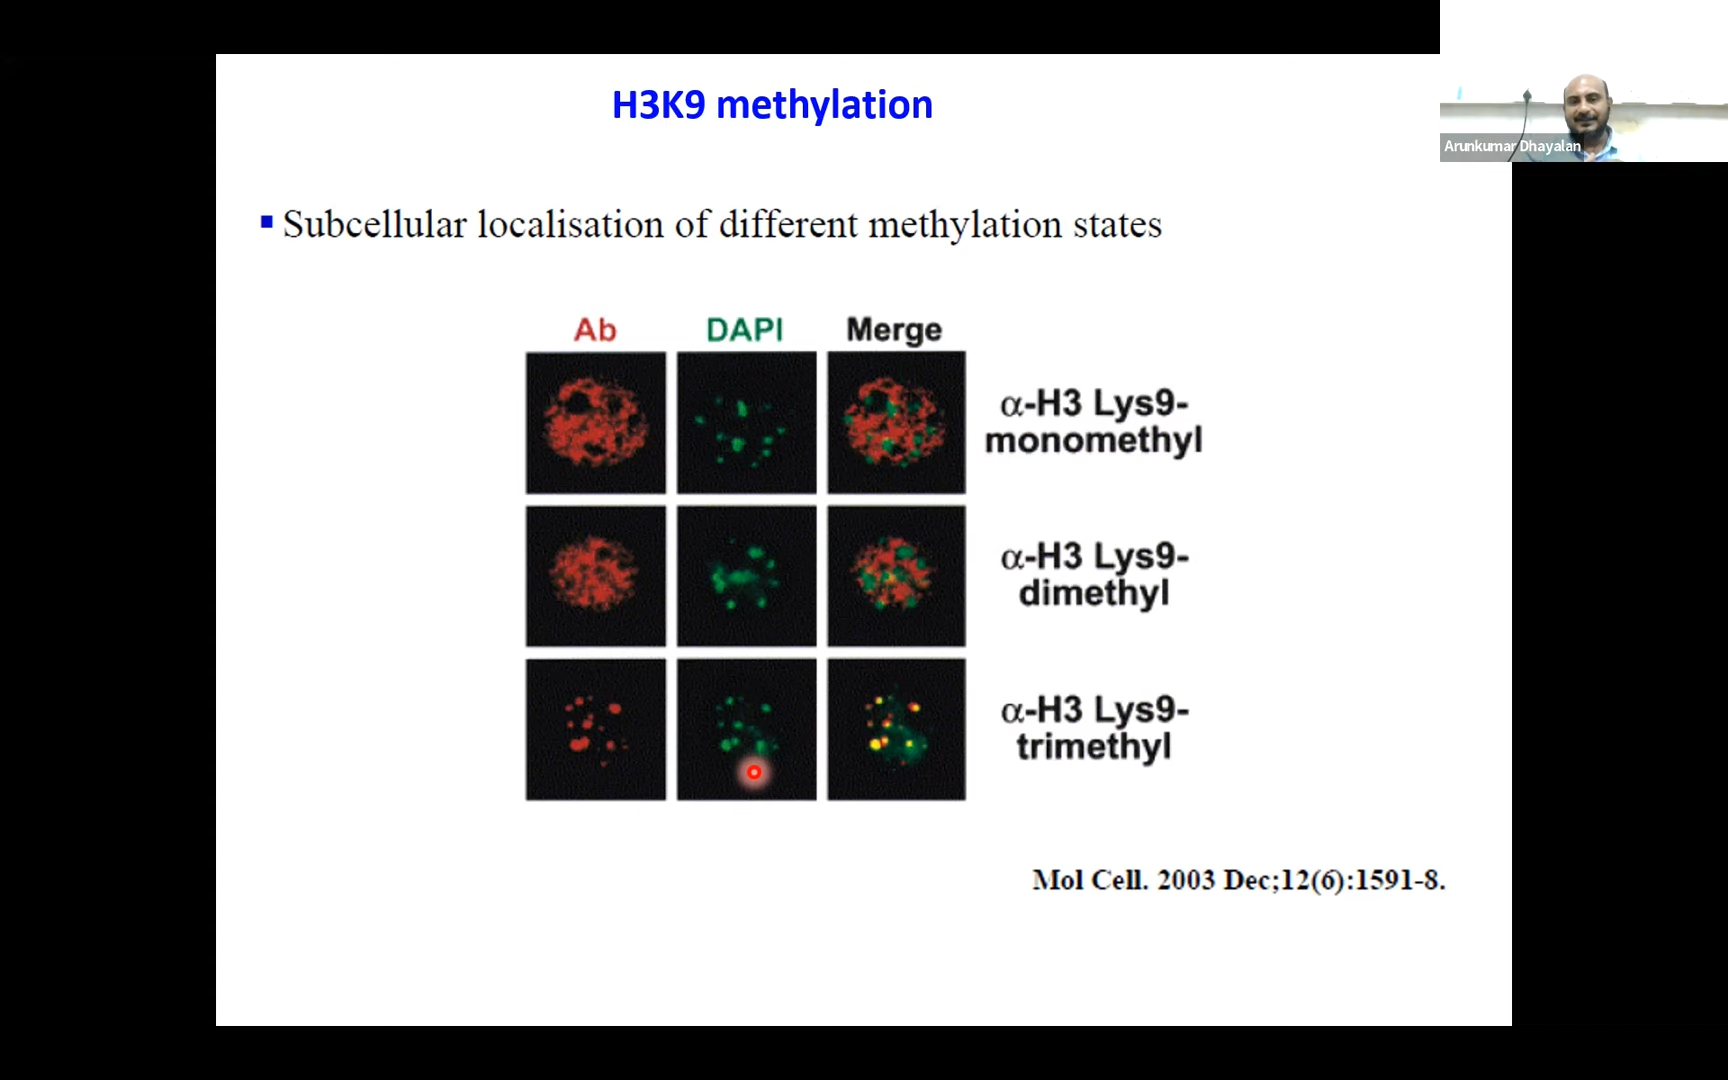 H3K9 methylation
Arunkumar Dhayalan
Subcellular localisation of different methylation states
Ab DAPI Merge
α-H3 Lys9-
monomethyl
α-H3 Lys9-
dimethyl
α-H3 Lys9-
trimethyl
Mol Cell. 2003 Dec;12(6):1591-8.